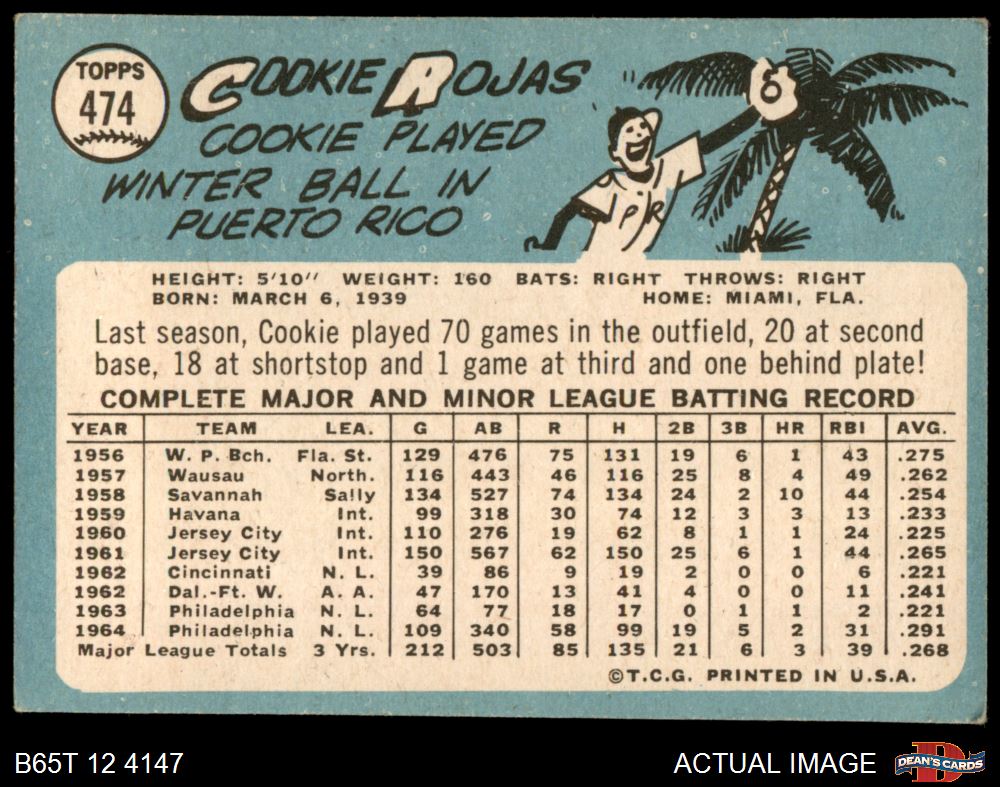 TOPPS
474
COOKIE ROJAS
COOKIE PLAYED
WINTER BALL IN
PUERTO RICO
6
PR
HEIGHT: 5'10" WEIGHT: 160 BATS: RIGHT THROWS: RIGHT
BORN: MARCH 6, 1939 HOME: MIAMI, FLA.
Last season, Cookie played 70 games in the outfield, 20 at second
base, 18 at shortstop and 1 game at third and one behind plate!
COMPLETE MAJOR AND MINOR LEAGUE BATTING RECORD
YEAR TEAM LEA. G AB R H 2B 3B HR RBI AVG.
1956 W. P. Bch. Fla. St. 129 476 75 131 19 6 1 43 .275
1957 Wausau North. 116 443 46 116 25 8 4 49 .262
1958 Savannah Sally 134 527 74 134 24 2 10 44 .254
1959 Havana Int. 99 318 30 74 12 3 3 13 .233
1960 Jersey City Int. 110 276 19 62 8 1 1 24 .225
1961 Jersey City Int. 150 567 62 150 25 6 1 44 .265
1962 Cincinnati N. L. 39 86 9 19 2 0 0 6 .221
1962 Dal.-Ft. W. A. A. 47 170 13 41 4 0 0 11 .241
1963 Philadelphia N. L. 64 77 18 17 0 1 1 2 .221
1964 Philadelphia N. L. 109 340 58 99 19 5 2 31 .291
Major League Totals 3 Yrs. 212 503 85 135 21 6 3 39 .268
©T.C.G. PRINTED IN U.S.A.
B65T 12 4147 ACTUAL IMAGE
DEAN'S CARDS